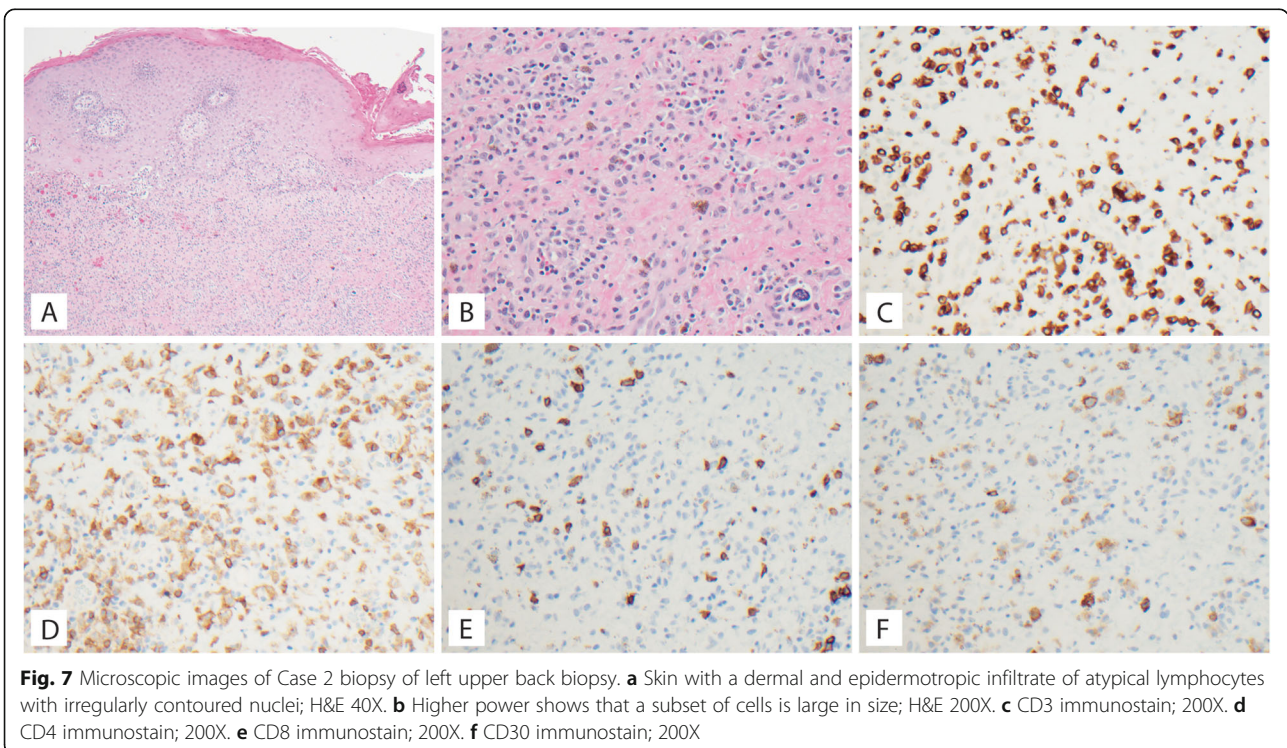 A
B
C
D
E
F
Fig. 7 Microscopic images of Case 2 biopsy of left upper back biopsy. a Skin with a dermal and epidermotropic infiltrate of atypical lymphocytes
with irregularly contoured nuclei; H&E 40X. b Higher power shows that a subset of cells is large in size; H&E 200X. c CD3 immunostain; 200X. d
CD4 immunostain; 200X. e CD8 immunostain; 200X. f CD30 immunostain; 200X